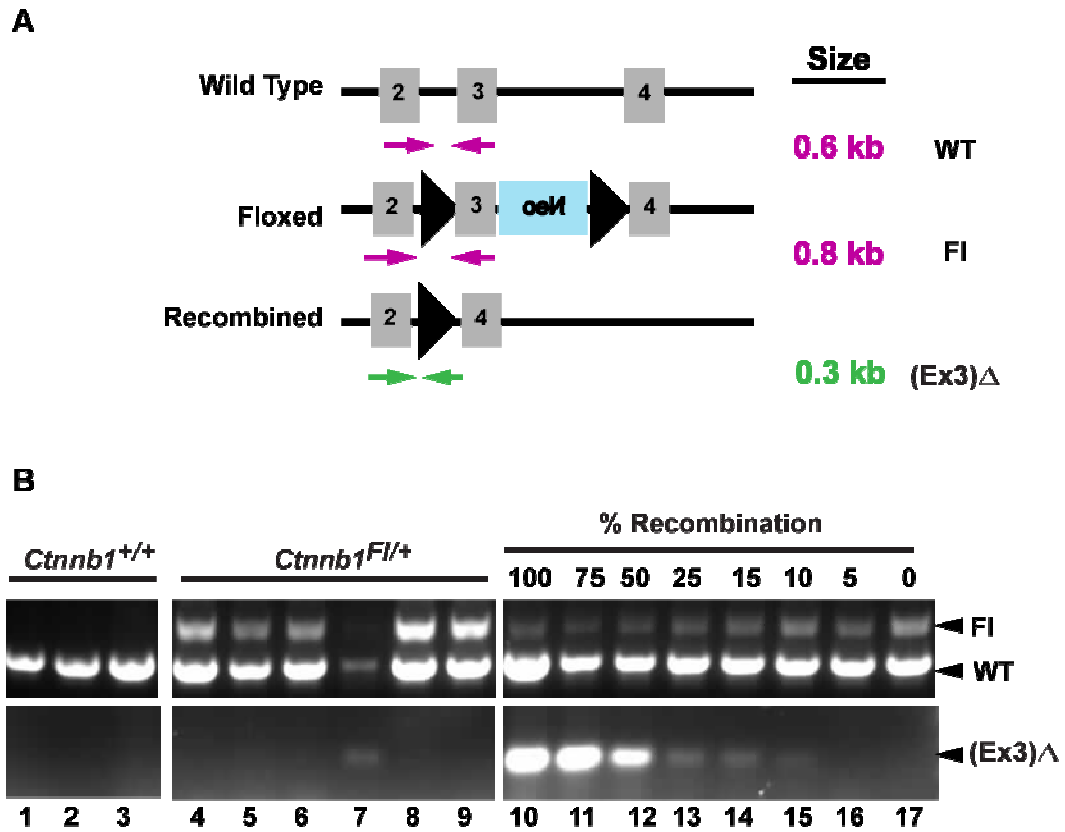 A
Size
Wild Type
2 3 4
0.6 kb WT
Floxed
2 3 Neo 4
0.8 kb Fl
Recombined
2 4
0.3 kb (Ex3)Δ
B
% Recombination
Ctnnb1+/+ Ctnnb1Fl/+
100 75 50 25 15 10 5 0
Fl
WT
(Ex3)Δ
1 2 3 4 5 6 7 8 9 10 11 12 13 14 15 16 17